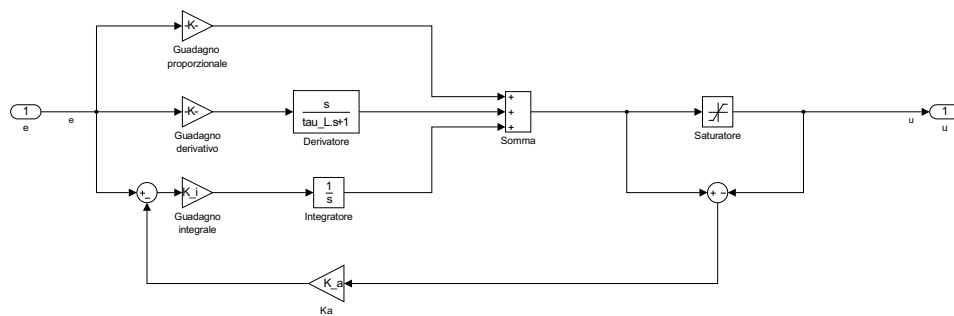 -K-
Guadagno
proporzionale
1
e
e
-K-
Guadagno
derivativo
s
tau_L.s+1
Derivatore
+
+
+
Somma
Saturatore
u
1
u
+
-
K_i
Guadagno
integrale
1
s
Integratore
+ -
K_a
Ka